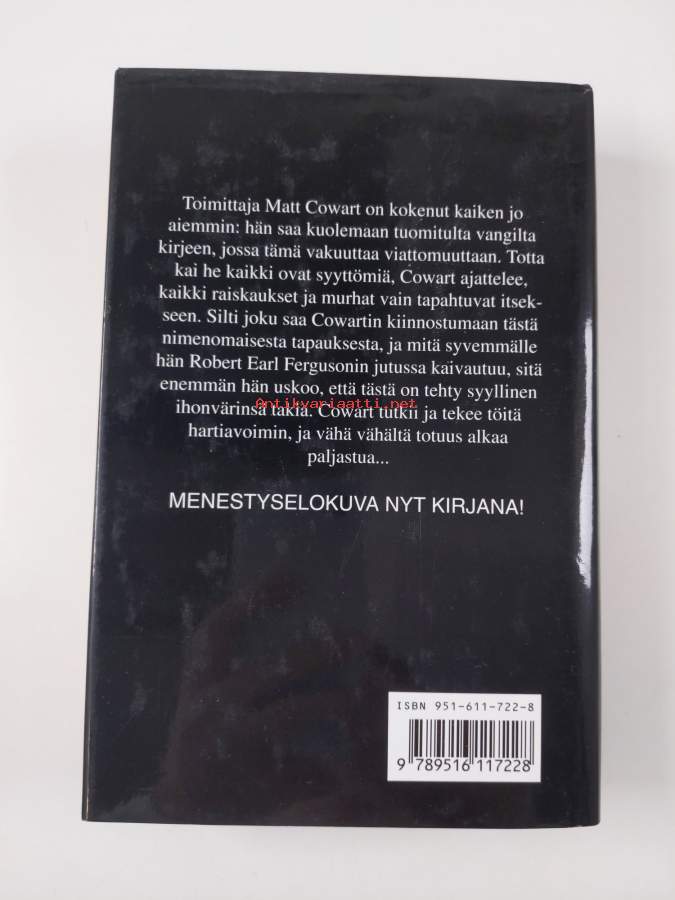 Toimittaja Matt Cowart on kokenut kaiken jo
aiemmin: hän saa kuolemaan tuomitulta vangilta
kirjeen, jossa tämä vakuuttaa viattomuuttaan. Totta
kai he kaikki ovat syyttömiä, Cowart ajattelee,
kaikki raiskaukset ja murhat vain tapahtuvat itsek-
seen. Silti joku saa Cowartin kiinnostumaan tästä
nimenomaisesta tapauksesta, ja mitä syvemmälle
hän Robert Earl Fergusonin jutussa kaivautuu, sitä
enemmän hän uskoo, että tästä on tehty syyllinen
Antikvariaatti.net
ihonvärinsä takia. Cowart tutkii ja tekee töitä
hartiavoimin, ja vähä vähältä totuus alkaa
paljastua...
MENESTYSELOKUVA NYT KIRJANA!
ISBN 951-611-722-8
9 789516 117228